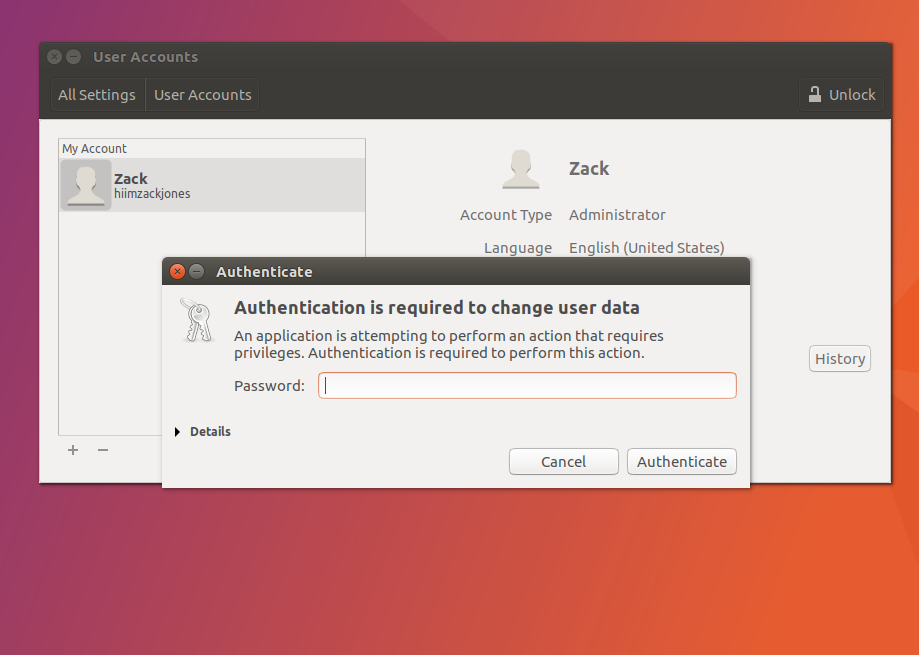 User Accounts
All Settings
User Accounts
Unlock
My Account
Zack
hiimzackjones
Zack
Account Type Administrator
Language English (United States)
Authenticate
Authentication is required to change user data
An application is attempting to perform an action that requires
privileges. Authentication is required to perform this action.
Password:
History
Details
Cancel
Authenticate